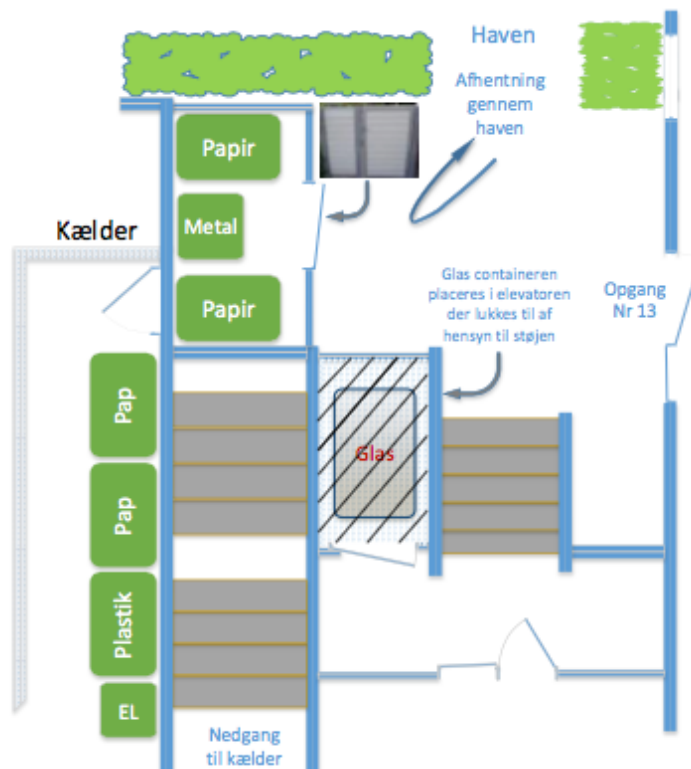 Haven
Afhentning
gennem
haven
Papir
Metal
Kælder
Papir
Glas containeren
placeres i elevatoren
der lukkes til af
hensyn til støjen
Opgang
Nr 13
Pap
Glas
Pap
Plastik
EL
Nedgang
til kælder